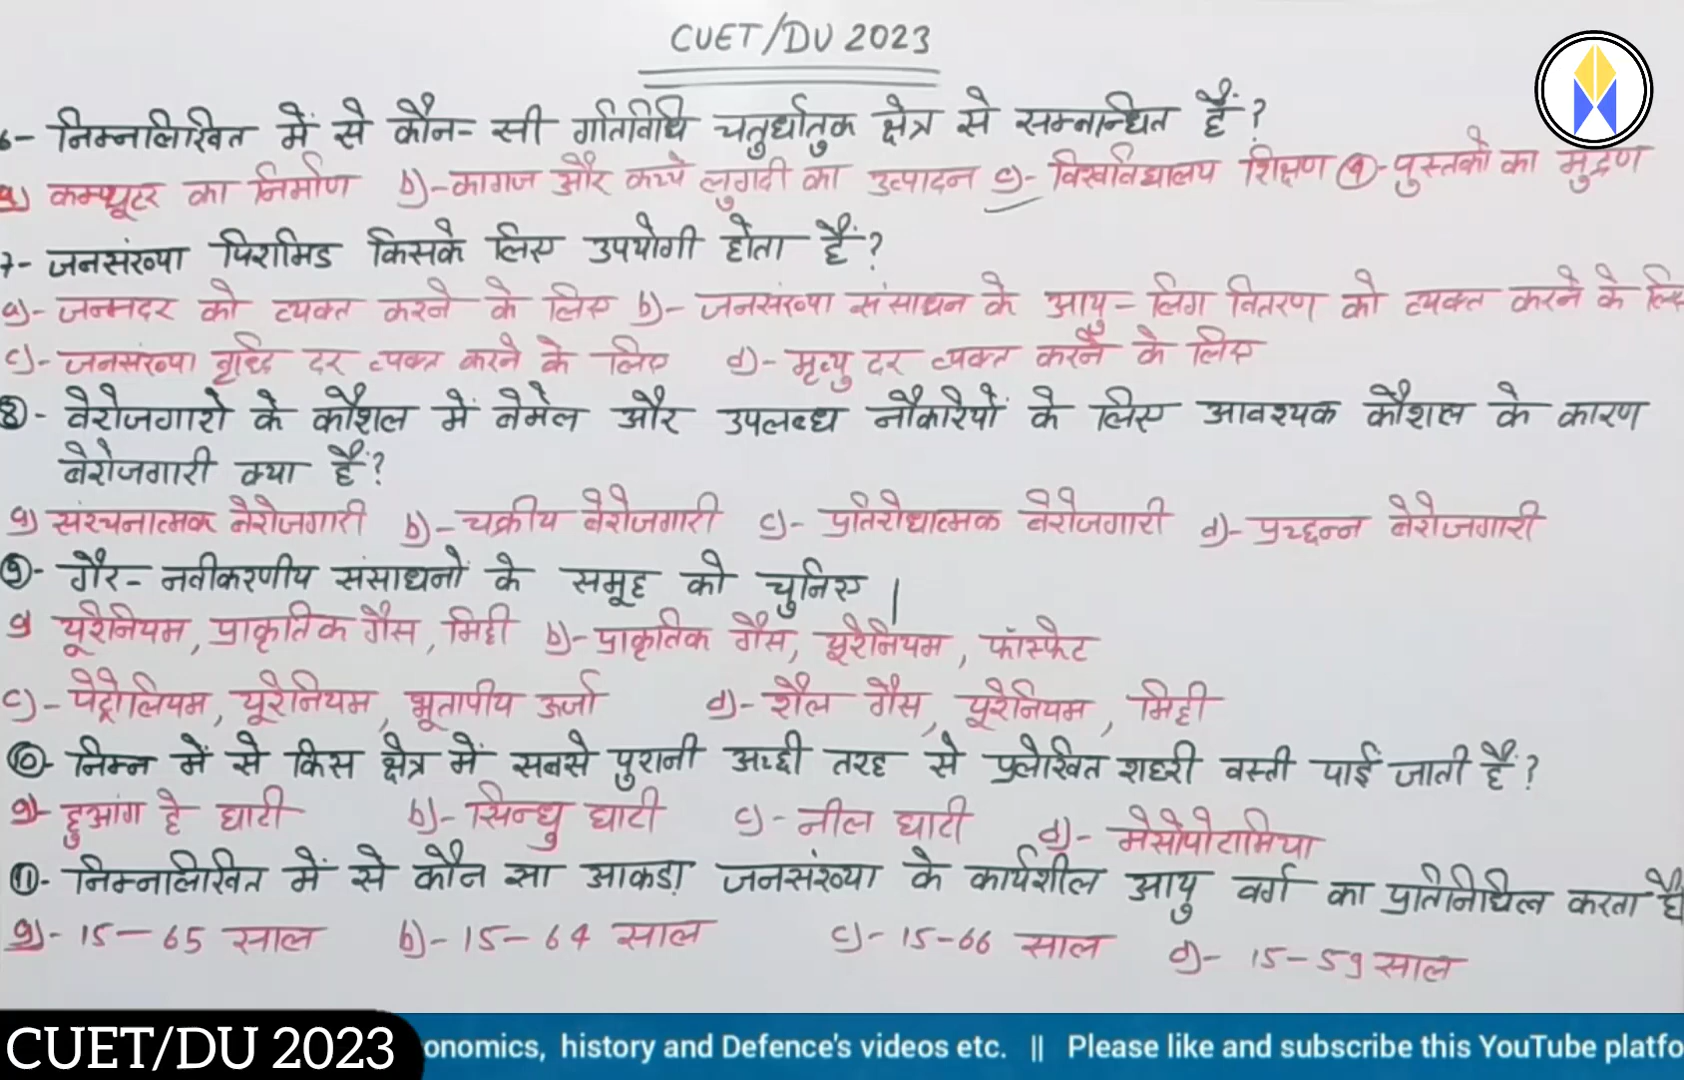 CUET/DU 2023
6- निम्नलिखित में से कौन-सी गतिविधि चतुर्धातुक क्षेत्र से सम्बन्धित हैं?
a) कम्प्यूटर का निर्माण b)- कागज और कच्चे लुगदी का उत्पादन c)- विश्वविद्यालय शिक्षण d)- पुस्तकों का मुद्रण
7- जनसंख्या पिरामिड किसके लिए उपयोगी होता हैं?
a)- जन्मदर को व्यक्त करने के लिए b)- जनसंख्या संसाधन के आयु-लिंग वितरण को व्यक्त करने के लिए
c)- जनसंख्या वृद्धि दर व्यक्त करने के लिए d)- मृत्यु दर व्यक्त करने के लिए
8- बेरोजगारो के कौशल में बेमेल और उपलब्ध नौकरियों के लिए आवश्यक कौशल के कारण
बेरोजगारी क्या हैं?
a) संरचनात्मक बेरोजगारी b)- चक्रीय बेरोजगारी c)- प्रतिरोधात्मक बेरोजगारी d)- प्रच्छन्न बेरोजगारी
9- गैर-नवीकरणीय संसाधनो के समूह को चुनिए।
a) यूरेनियम, प्राकृतिक गैस, मिट्टी b)- प्राकृतिक गैस, यूरेनियम, फॉस्फेट
c)- पेट्रोलियम, यूरेनियम, भूतापीय ऊर्जा d)- शैल गैस, यूरेनियम, मिट्टी
10- निम्न में से किस क्षेत्र में सबसे पुरानी अच्छी तरह से प्रलेखित शहरी बस्ती पाई जाती हैं?
a)- हुआंग हे घाटी b)- सिन्धु घाटी c)- नील घाटी d)- मेसोपोटामिया
11- निम्नलिखित में से कौन सा आकडा़ जनसंख्या के कार्यशील आयु वर्ग का प्रतिनिधित्व करता है
a)- 15-65 साल b)- 15-64 साल c)- 15-66 साल d)- 15-59 साल
CUET/DU 2023 onomics, history and Defence's videos etc. || Please like and subscribe this YouTube platfo